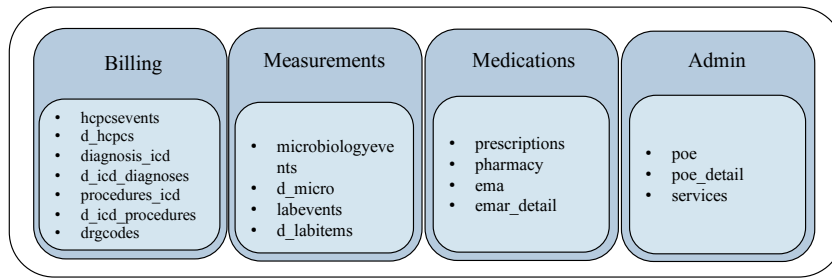 Billing
hcpcsevents
d_hcpcs
diagnosis_icd
d_icd_diagnoses
procedures_icd
d_icd_procedures
drgcodes
Measurements
microbiologyeve
nts
d_micro
labevents
d_labitems
Medications
prescriptions
pharmacy
ema
emar_detail
Admin
poe
poe_detail
services